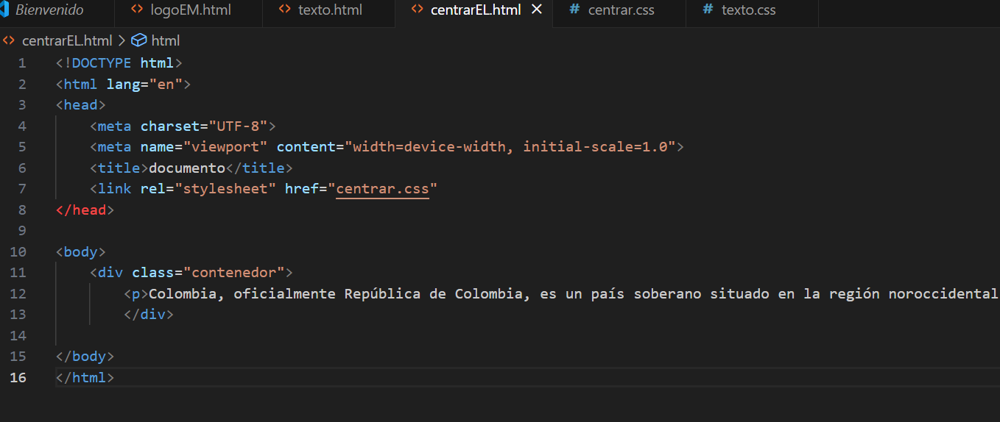 Bienvenido logoEM.html texto.html centrarEL.html # centrar.css # texto.css
centrarEL.html > html
1 <!DOCTYPE html>
2 <html lang="en">
3 <head>
4 <meta charset="UTF-8">
5 <meta name="viewport" content="width=device-width, initial-scale=1.0">
6 <title>documento</title>
7 <link rel="stylesheet" href="centrar.css"
8 </head>
9
10 <body>
11 <div class="contenedor">
12 <p>Colombia, oficialmente República de Colombia, es un país soberano situado en la región noroccidental
13 </div>
14
15 </body>
16 </html>